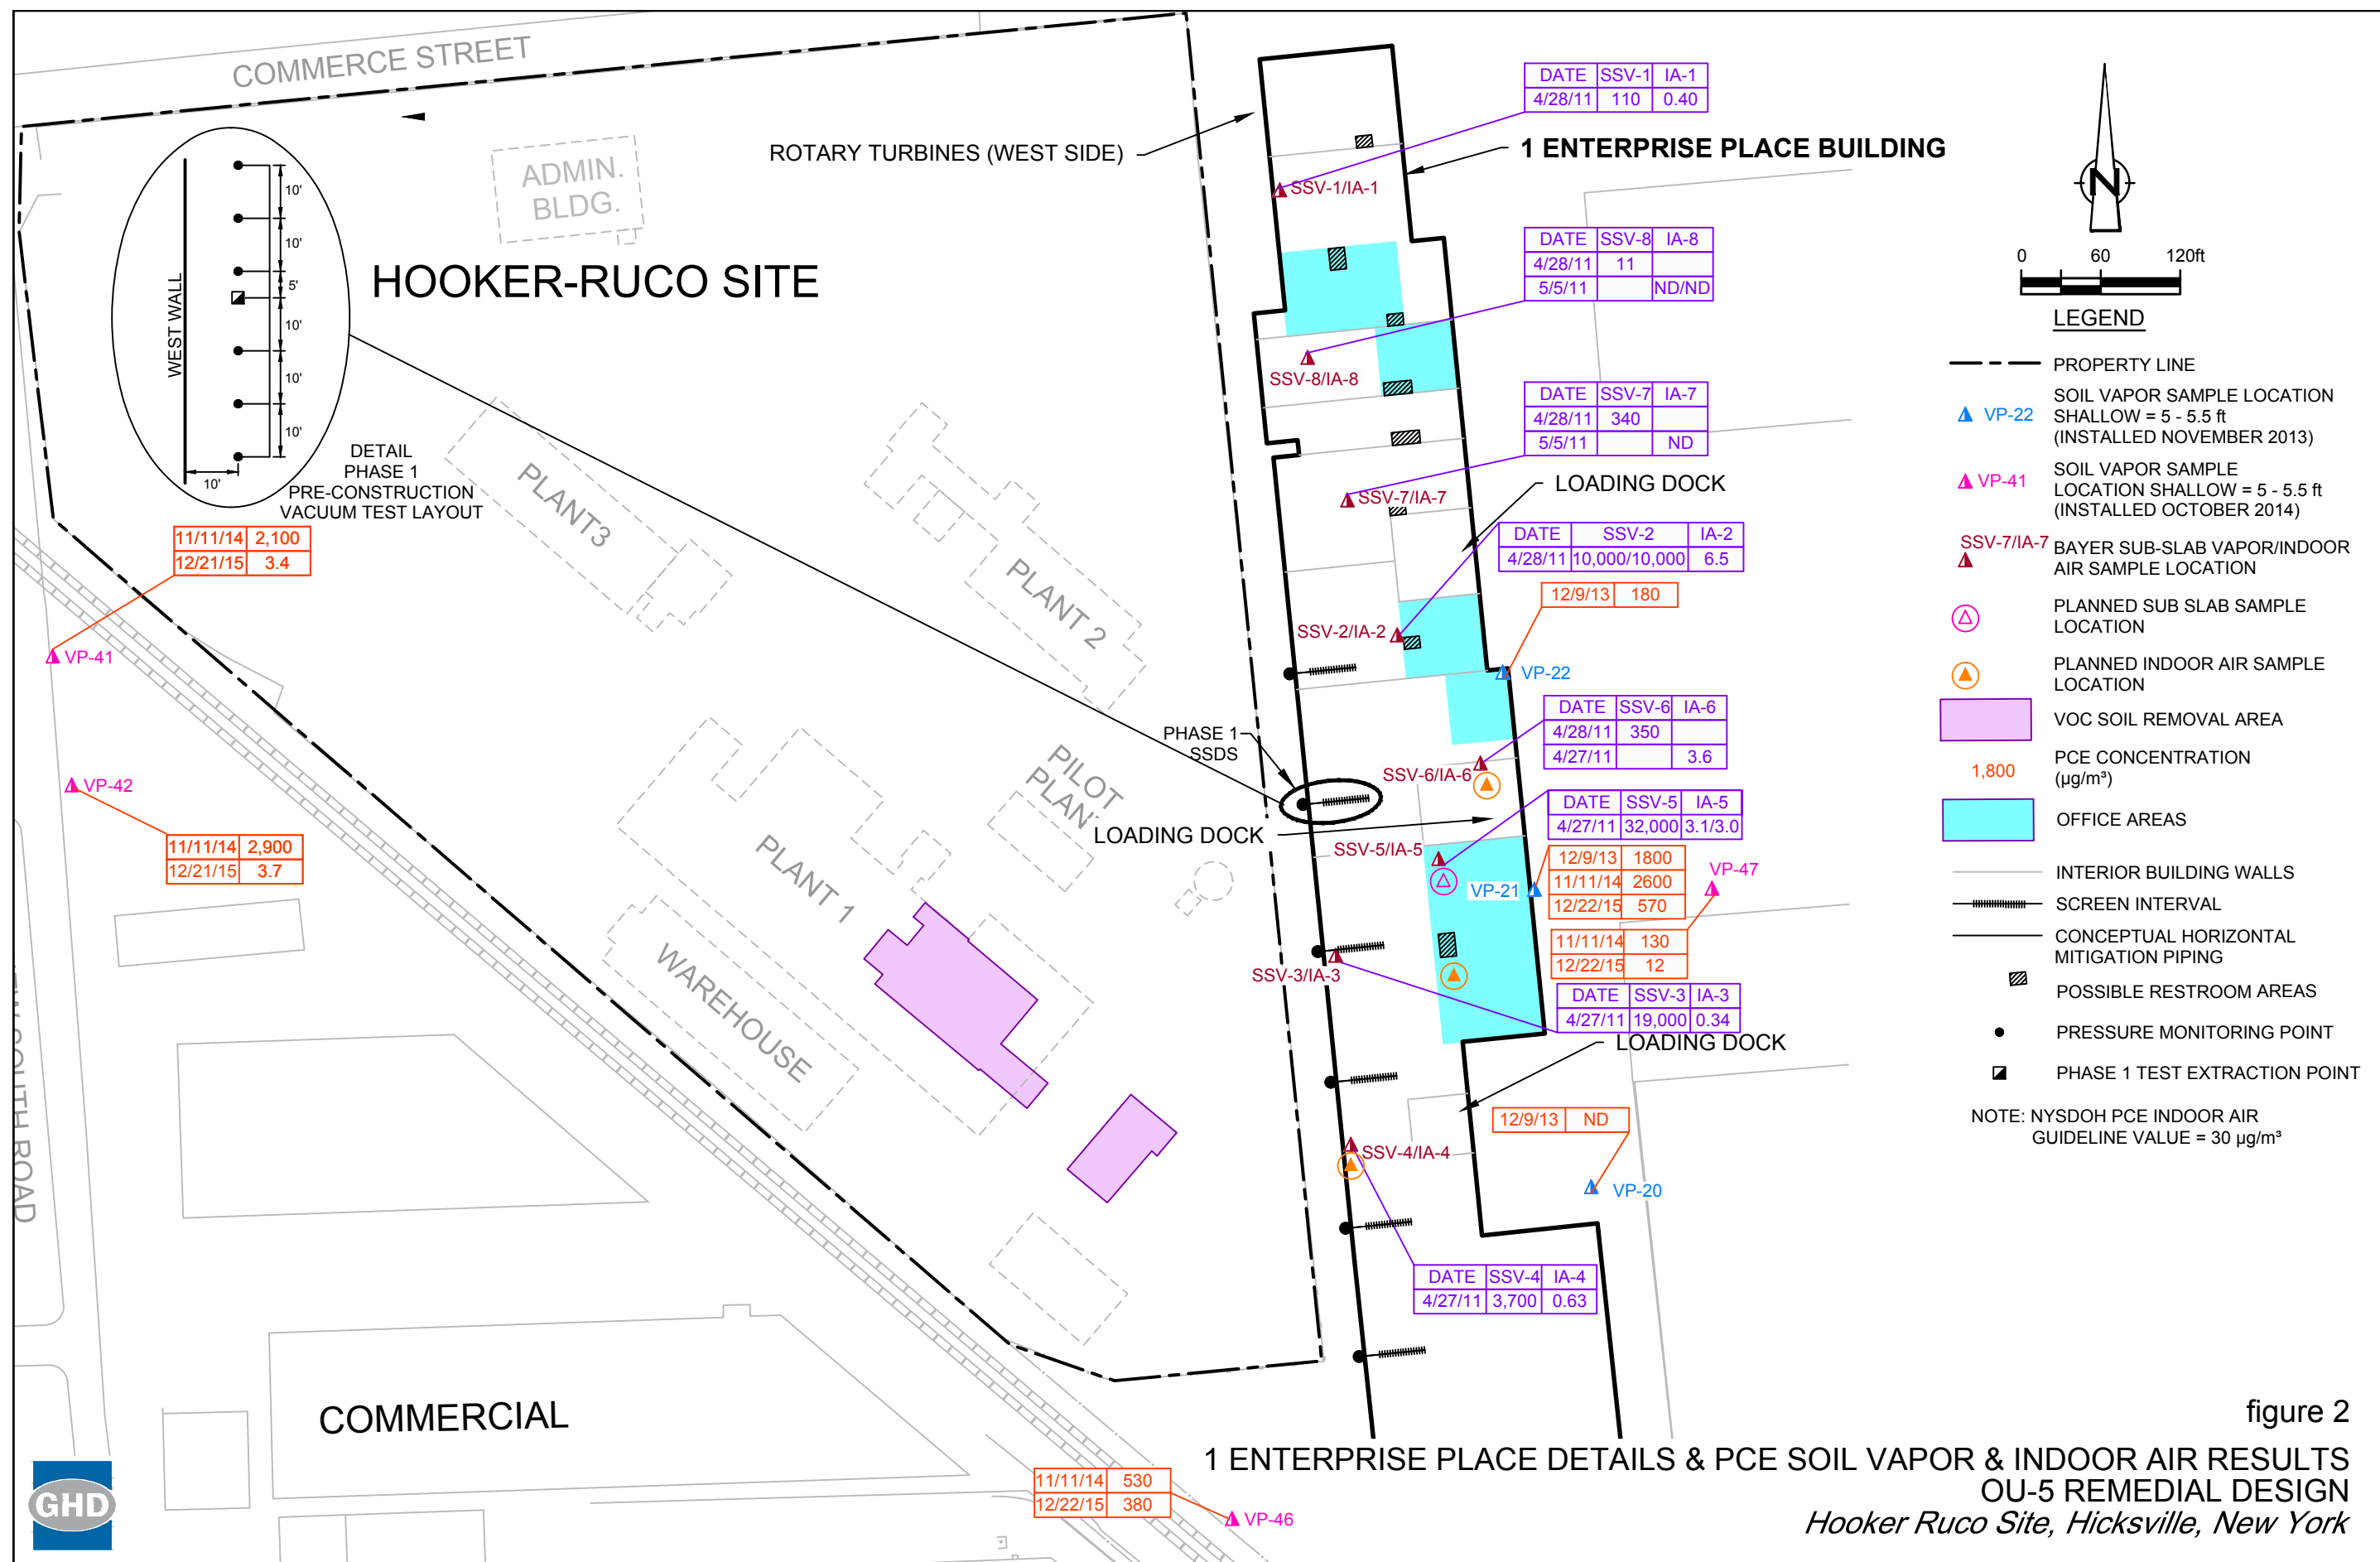 COMMERCE STREET
ADMIN.
BLDG.
HOOKER-RUCO SITE
WEST WALL
10'
10'
5'
10'
10'
10'
10'
DETAIL
PHASE 1
PRE-CONSTRUCTION
VACUUM TEST LAYOUT
11/11/14 2,100
12/21/15 3.4
VP-41
VP-42
11/11/14 2,900
12/21/15 3.7
PLANT3
PLANT 2
PILOT
PLANT 1
WAREHOUSE
SOUTH ROAD
COMMERCIAL
GHD
11/11/14 530
12/22/15 380
VP-46
ROTARY TURBINES (WEST SIDE)
1 ENTERPRISE PLACE BUILDING
DATE SSV-1 IA-1
4/28/11 110 0.40
SSV-1/IA-1
DATE SSV-8 IA-8
4/28/11 11
5/5/11 ND/ND
SSV-8/IA-8
DATE SSV-7 IA-7
4/28/11 340
5/5/11 ND
SSV-7/IA-7
LOADING DOCK
DATE SSV-2 IA-2
4/28/11 10,000/10,000 6.5
SSV-2/IA-2
12/9/13 180
VP-22
PHASE 1
SSDS
DATE SSV-6 IA-6
4/28/11 350
4/27/11 3.6
SSV-6/IA-6
LOADING DOCK
DATE SSV-5 IA-5
4/27/11 32,000 3.1/3.0
SSV-5/IA-5
12/9/13 1800
11/11/14 2600
12/22/15 570
VP-21
VP-47
11/11/14 130
12/22/15 12
SSV-3/IA-3
DATE SSV-3 IA-3
4/27/11 19,000 0.34
LOADING DOCK
12/9/13 ND
VP-20
SSV-4/IA-4
DATE SSV-4 IA-4
4/27/11 3,700 0.63
N
0 60 120ft
LEGEND
PROPERTY LINE
VP-22 SOIL VAPOR SAMPLE LOCATION
SHALLOW = 5 - 5.5 ft
(INSTALLED NOVEMBER 2013)
VP-41 SOIL VAPOR SAMPLE
LOCATION SHALLOW = 5 - 5.5 ft
(INSTALLED OCTOBER 2014)
SSV-7/IA-7 BAYER SUB-SLAB VAPOR/INDOOR
AIR SAMPLE LOCATION
PLANNED SUB SLAB SAMPLE
LOCATION
PLANNED INDOOR AIR SAMPLE
LOCATION
VOC SOIL REMOVAL AREA
1,800 PCE CONCENTRATION
(µg/m³)
OFFICE AREAS
INTERIOR BUILDING WALLS
SCREEN INTERVAL
CONCEPTUAL HORIZONTAL
MITIGATION PIPING
POSSIBLE RESTROOM AREAS
PRESSURE MONITORING POINT
PHASE 1 TEST EXTRACTION POINT
NOTE: NYSDOH PCE INDOOR AIR
GUIDELINE VALUE = 30 µg/m³
figure 2
1 ENTERPRISE PLACE DETAILS & PCE SOIL VAPOR & INDOOR AIR RESULTS
OU-5 REMEDIAL DESIGN
Hooker Ruco Site, Hicksville, New York